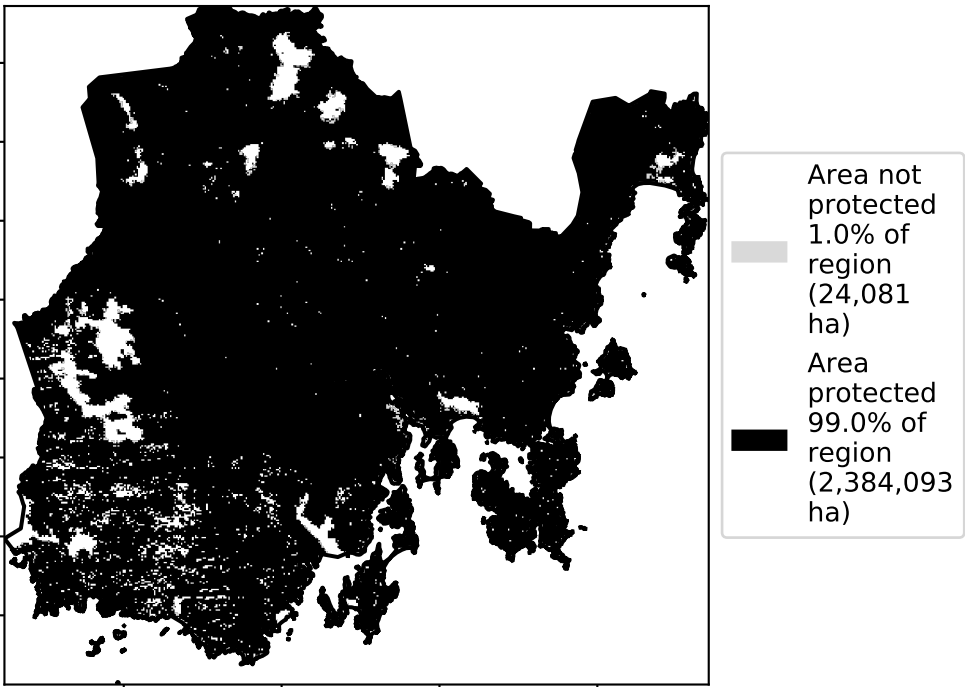 Area not
protected
1.0% of
region
(24,081
ha)
Area
protected
99.0% of
region
(2,384,093
ha)